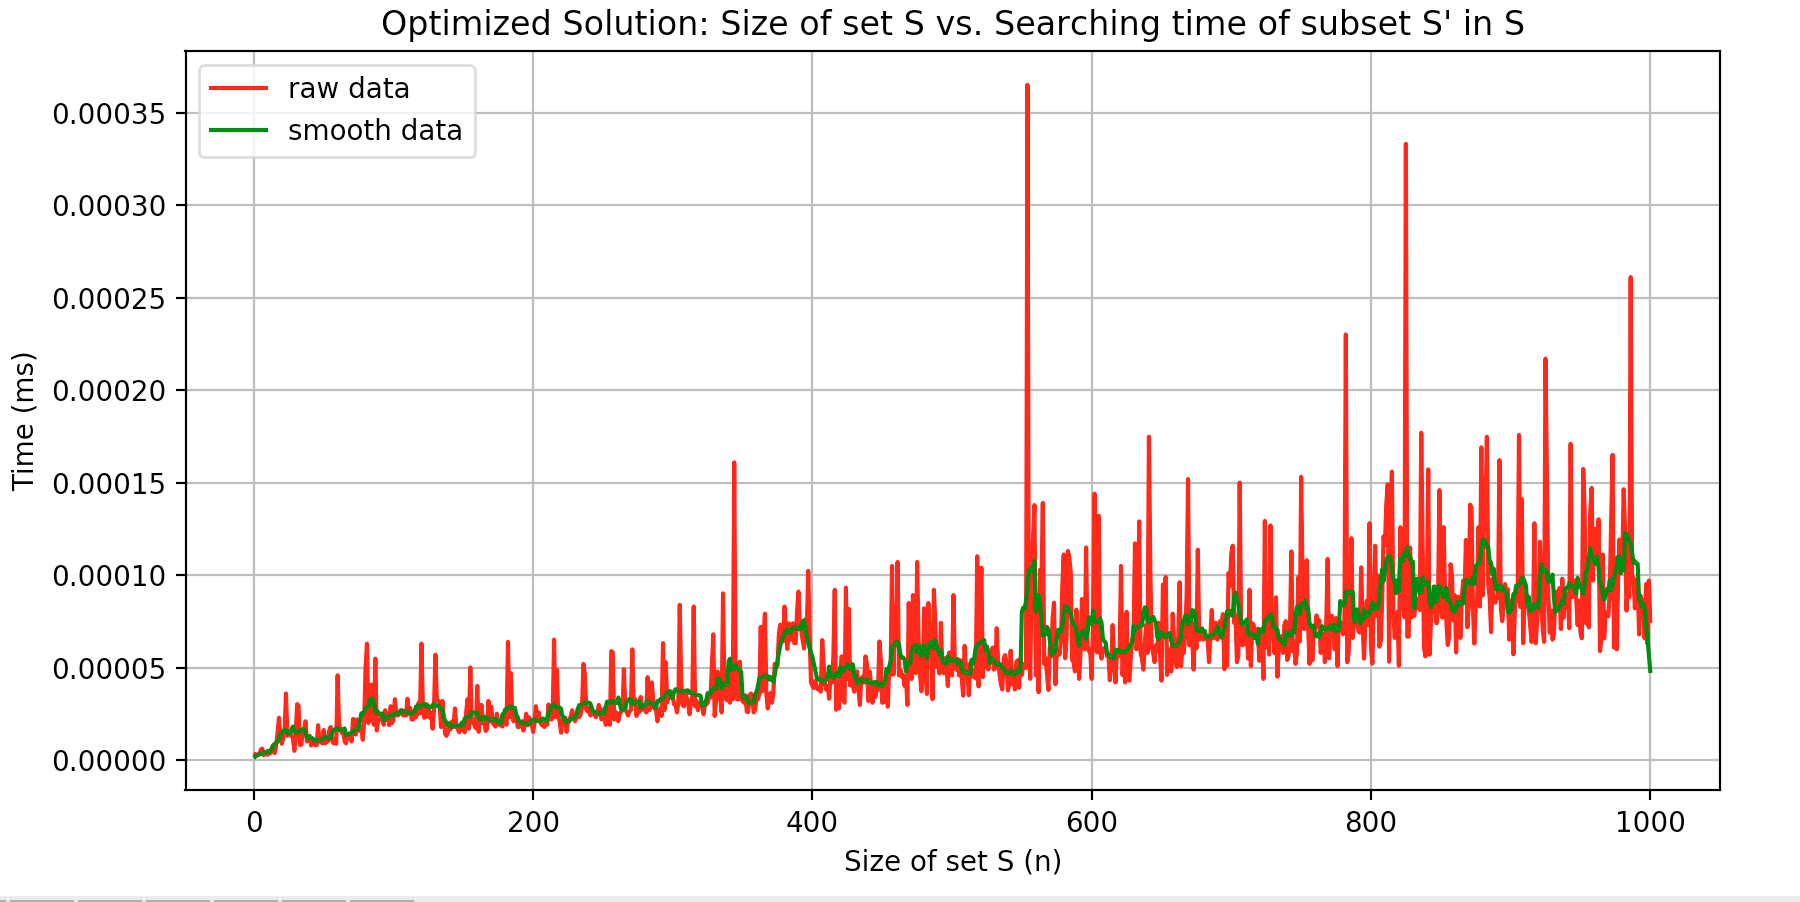 Optimized Solution: Size of set S vs. Searching time of subset S' in S
raw data
smooth data
0.00035
0.00030
0.00025
0.00020
0.00015
0.00010
0.00005
0.00000
Time (ms)
0 200 400 600 800 1000
Size of set S (n)